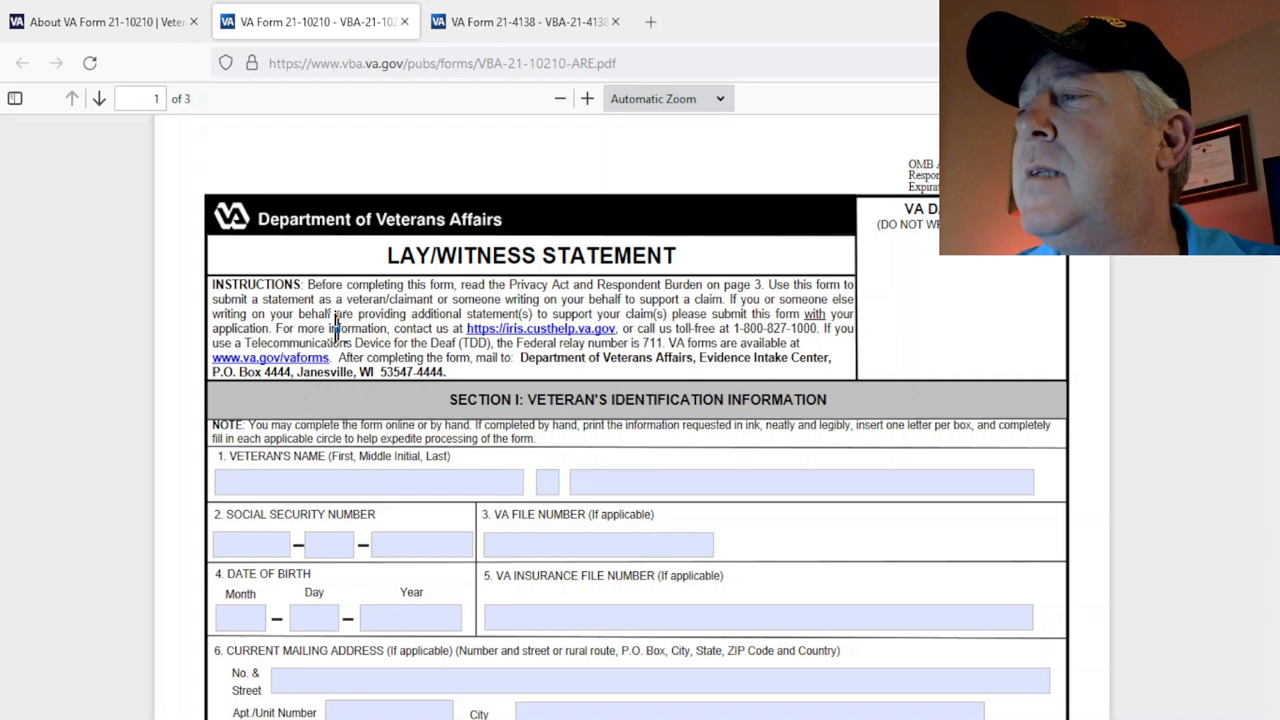 About VA Form 21-10210 | Veter
VA Form 21-10210 - VBA-21-102
VA Form 21-4138 - VBA-21-4138
https://www.vba.va.gov/pubs/forms/VBA-21-10210-ARE.pdf
1 of 3
Automatic Zoom
OMB
Respon
Expirat
VA Department of Veterans Affairs
VA D
(DO NOT WR
LAY/WITNESS STATEMENT
INSTRUCTIONS: Before completing this form, read the Privacy Act and Respondent Burden on page 3. Use this form to
submit a statement as a veteran/claimant or someone writing on your behalf to support a claim. If you or someone else
writing on your behalf are providing additional statement(s) to support your claim(s) please submit this form with your
application. For more information, contact us at https://iris.custhelp.va.gov, or call us toll-free at 1-800-827-1000. If you
use a Telecommunications Device for the Deaf (TDD), the Federal relay number is 711. VA forms are available at
www.va.gov/vaforms. After completing the form, mail to: Department of Veterans Affairs, Evidence Intake Center,
P.O. Box 4444, Janesville, WI 53547-4444.
SECTION I: VETERAN'S IDENTIFICATION INFORMATION
NOTE: You may complete the form online or by hand. If completed by hand, print the information requested in ink, neatly and legibly, insert one letter per box, and completely
fill in each applicable circle to help expedite processing of the form.
1. VETERAN'S NAME (First, Middle Initial, Last)
2. SOCIAL SECURITY NUMBER
3. VA FILE NUMBER (If applicable)
4. DATE OF BIRTH
5. VA INSURANCE FILE NUMBER (If applicable)
Month Day Year
6. CURRENT MAILING ADDRESS (If applicable) (Number and street or rural route, P.O. Box, City, State, ZIP Code and Country)
No. &
Street
Apt./Unit Number
City